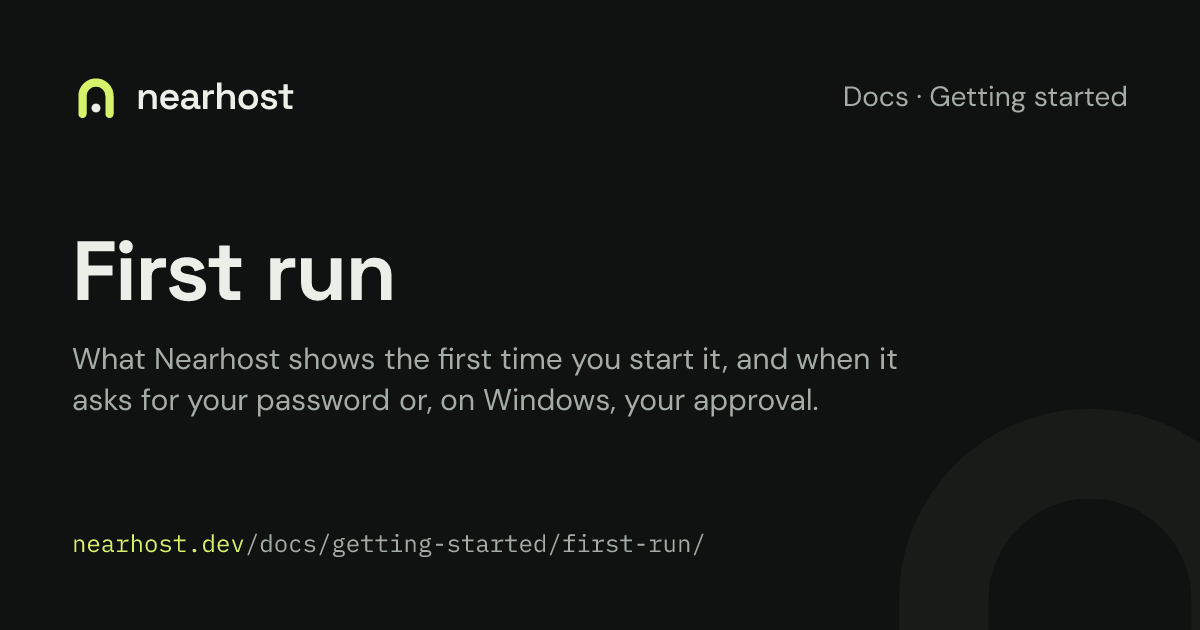 nearhost
Docs · Getting started
First run
What Nearhost shows the first time you start it, and when it
asks for your password or, on Windows, your approval.
nearhost.dev/docs/getting-started/first-run/